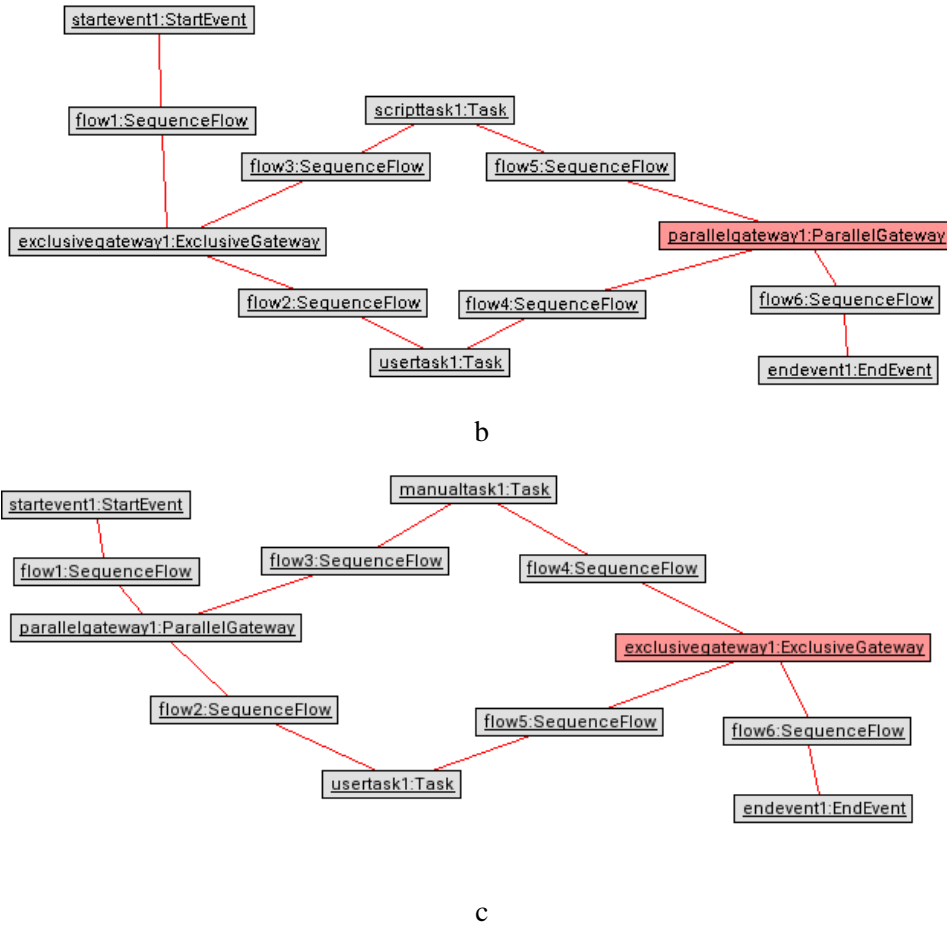 startevent1:StartEvent
flow1:SequenceFlow
scripttask1:Task
flow3:SequenceFlow
flow5:SequenceFlow
exclusivegateway1:ExclusiveGateway
parallelgateway1:ParallelGateway
flow2:SequenceFlow
flow4:SequenceFlow
flow6:SequenceFlow
usertask1:Task
endevent1:EndEvent
b
manualtask1:Task
startevent1:StartEvent
flow3:SequenceFlow
flow1:SequenceFlow
flow4:SequenceFlow
parallelgateway1:ParallelGateway
exclusivegateway1:ExclusiveGateway
flow2:SequenceFlow
flow5:SequenceFlow
flow6:SequenceFlow
usertask1:Task
endevent1:EndEvent
c